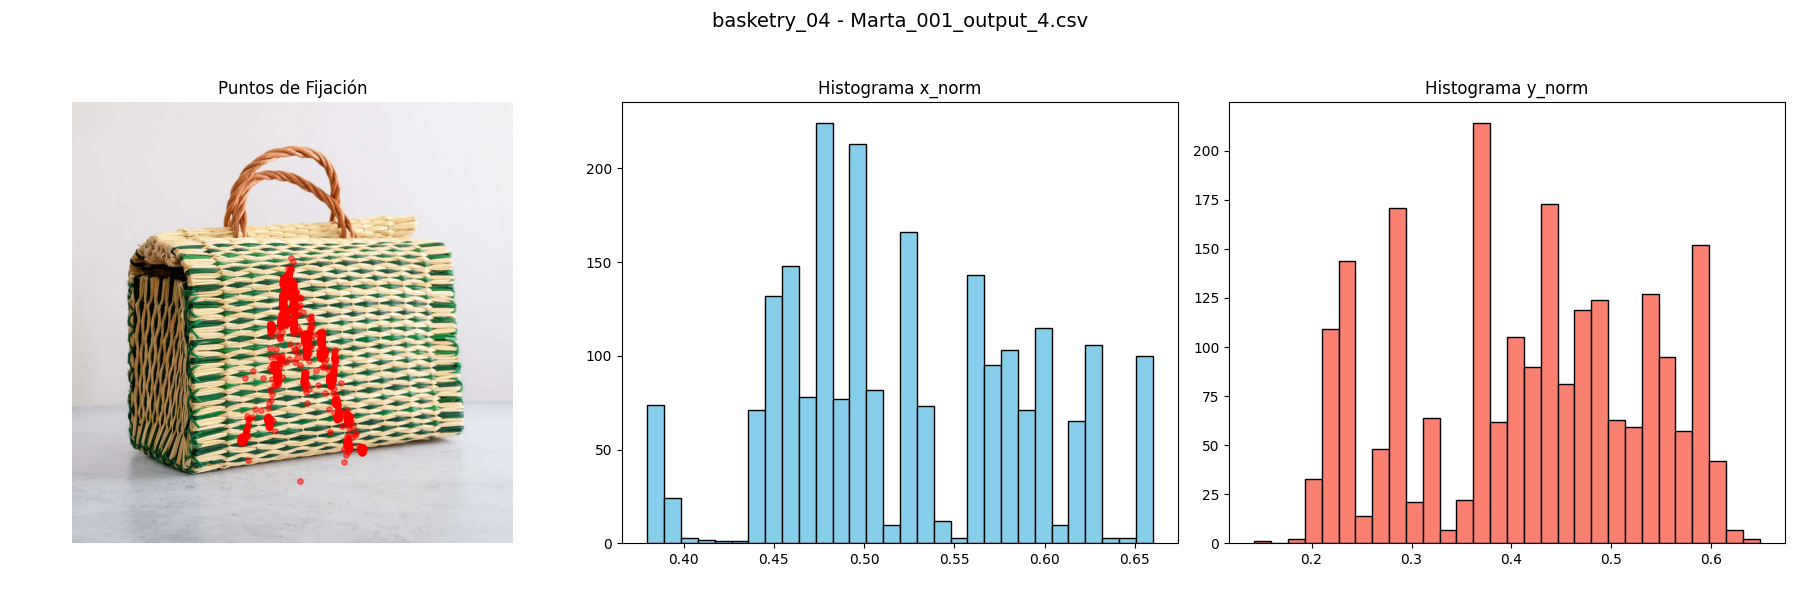 basketry_04 - Marta_001_output_4.csv
Puntos de Fijación
Histograma x_norm
Histograma y_norm
200
150
100
50
0
0.40 0.45 0.50 0.55 0.60 0.65
200
175
150
125
100
75
50
25
0
0.2 0.3 0.4 0.5 0.6